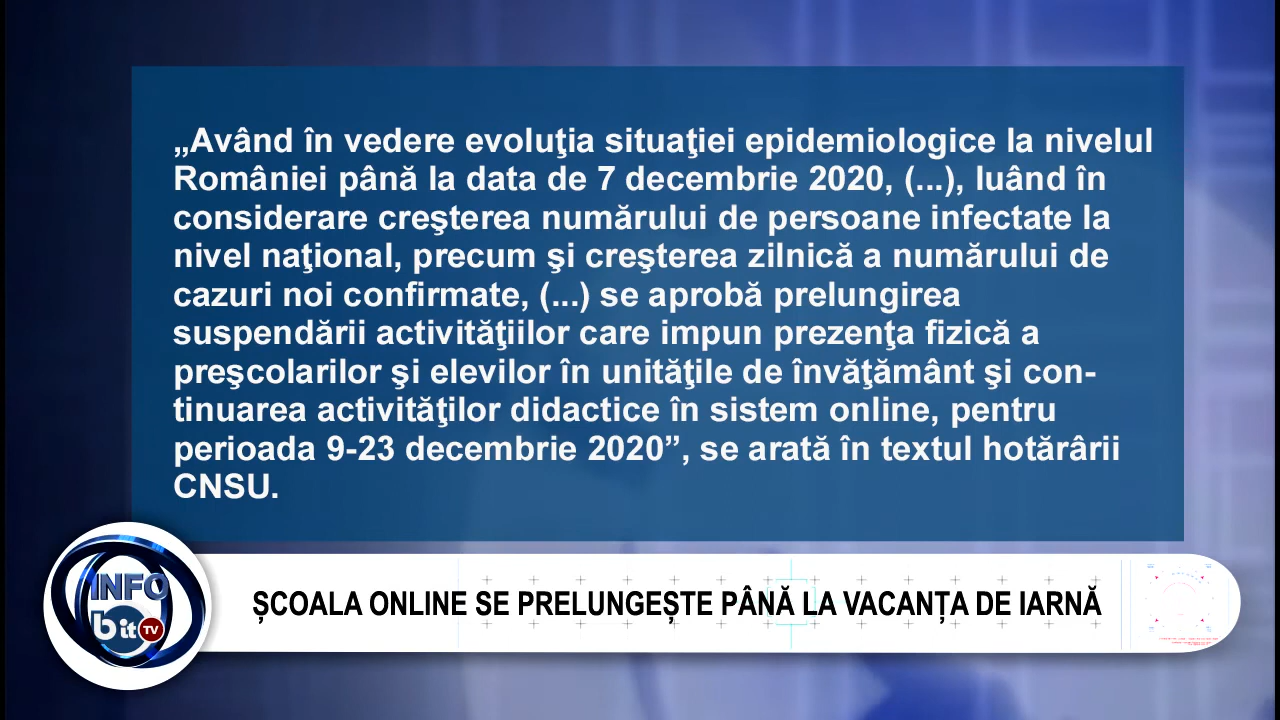 „Având în vedere evoluţia situaţiei epidemiologice la nivelul
României până la data de 7 decembrie 2020, (...), luând în
considerare creşterea numărului de persoane infectate la
nivel naţional, precum şi creşterea zilnică a numărului de
cazuri noi confirmate, (...) se aprobă prelungirea
suspendării activităţiilor care impun prezenţa fizică a
preşcolarilor şi elevilor în unităţile de învăţământ şi con-
tinuarea activităţilor didactice în sistem online, pentru
perioada 9-23 decembrie 2020”, se arată în textul hotărârii
CNSU.
INFO
bit TV
ȘCOALA ONLINE SE PRELUNGEȘTE PÂNĂ LA VACANȚA DE IARNĂ